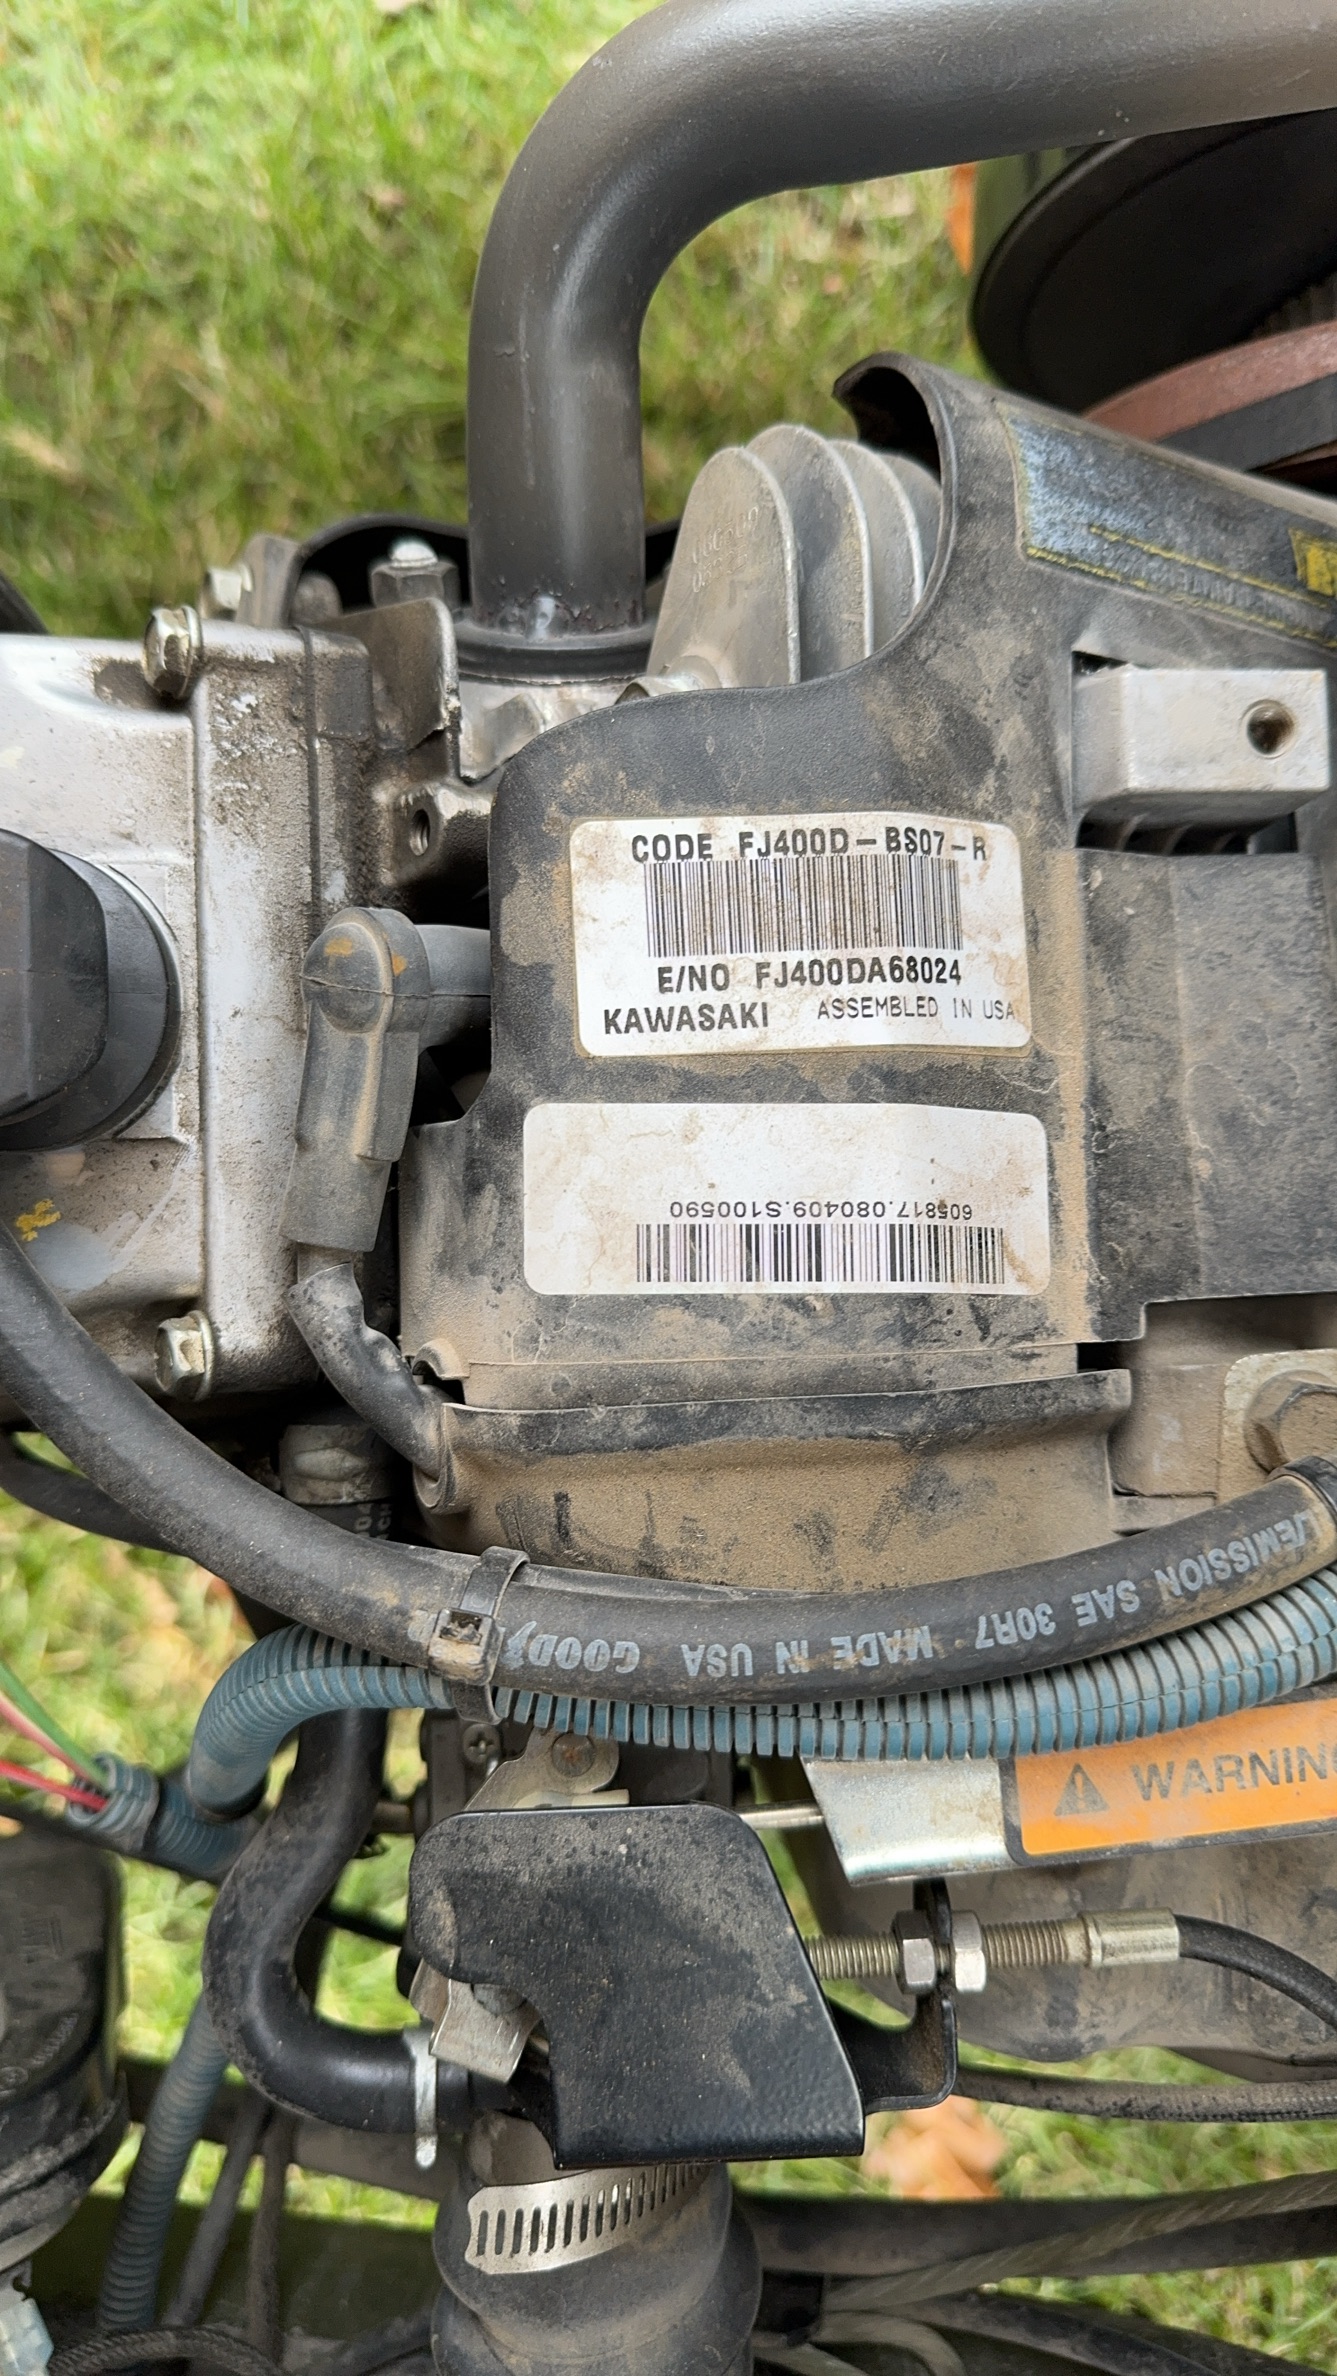 CODE FJ400D-BS07-R
E/NO FJ400DA68024
KAWASAKI ASSEMBLED IN USA
605817.080409.S100590
GOODY
MADE IN USA
SAE 30R7
L/EMISSION
WARNING